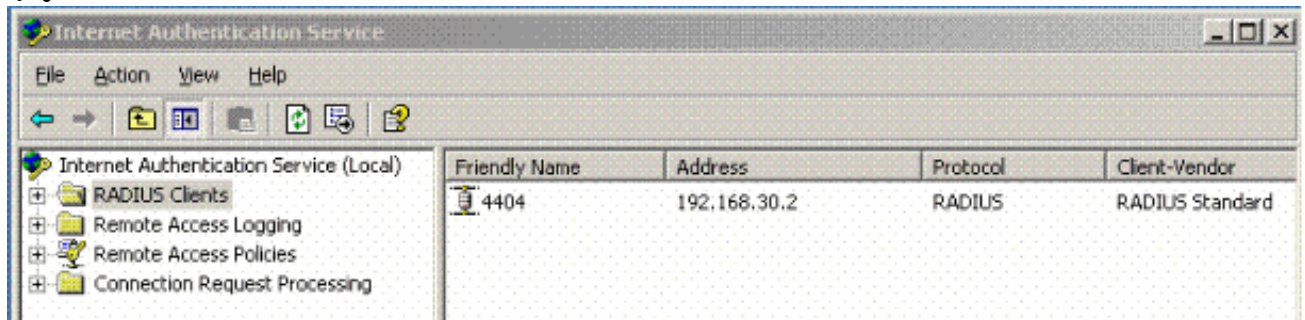 Internet Authentication Service
File Action View Help
Internet Authentication Service (Local)
RADIUS Clients
Remote Access Logging
Remote Access Policies
Connection Request Processing
Friendly Name Address Protocol Client-Vendor
4404 192.168.30.2 RADIUS RADIUS Standard